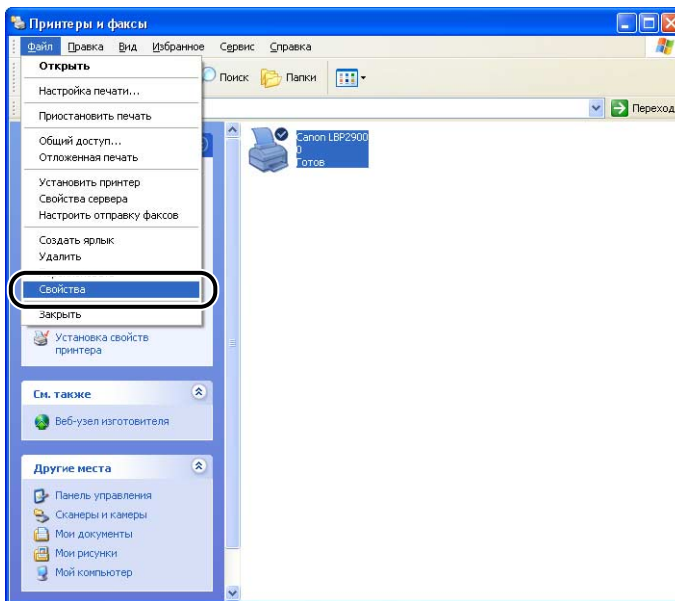 Принтеры и факсы
Файл Правка Вид Избранное Сервис Справка
Поиск Папки
Переход
Открыть
Настройка печати...
Приостановить печать
Общий доступ...
Отложенная печать
Установить принтер
Свойства сервера
Настроить отправку факсов
Создать ярлык
Удалить
Свойства
Закрыть
Установка свойств
принтера
См. также
Веб-узел изготовителя
Другие места
Панель управления
Сканеры и камеры
Мои документы
Мои рисунки
Мой компьютер
Canon LBP2900
0
Готов